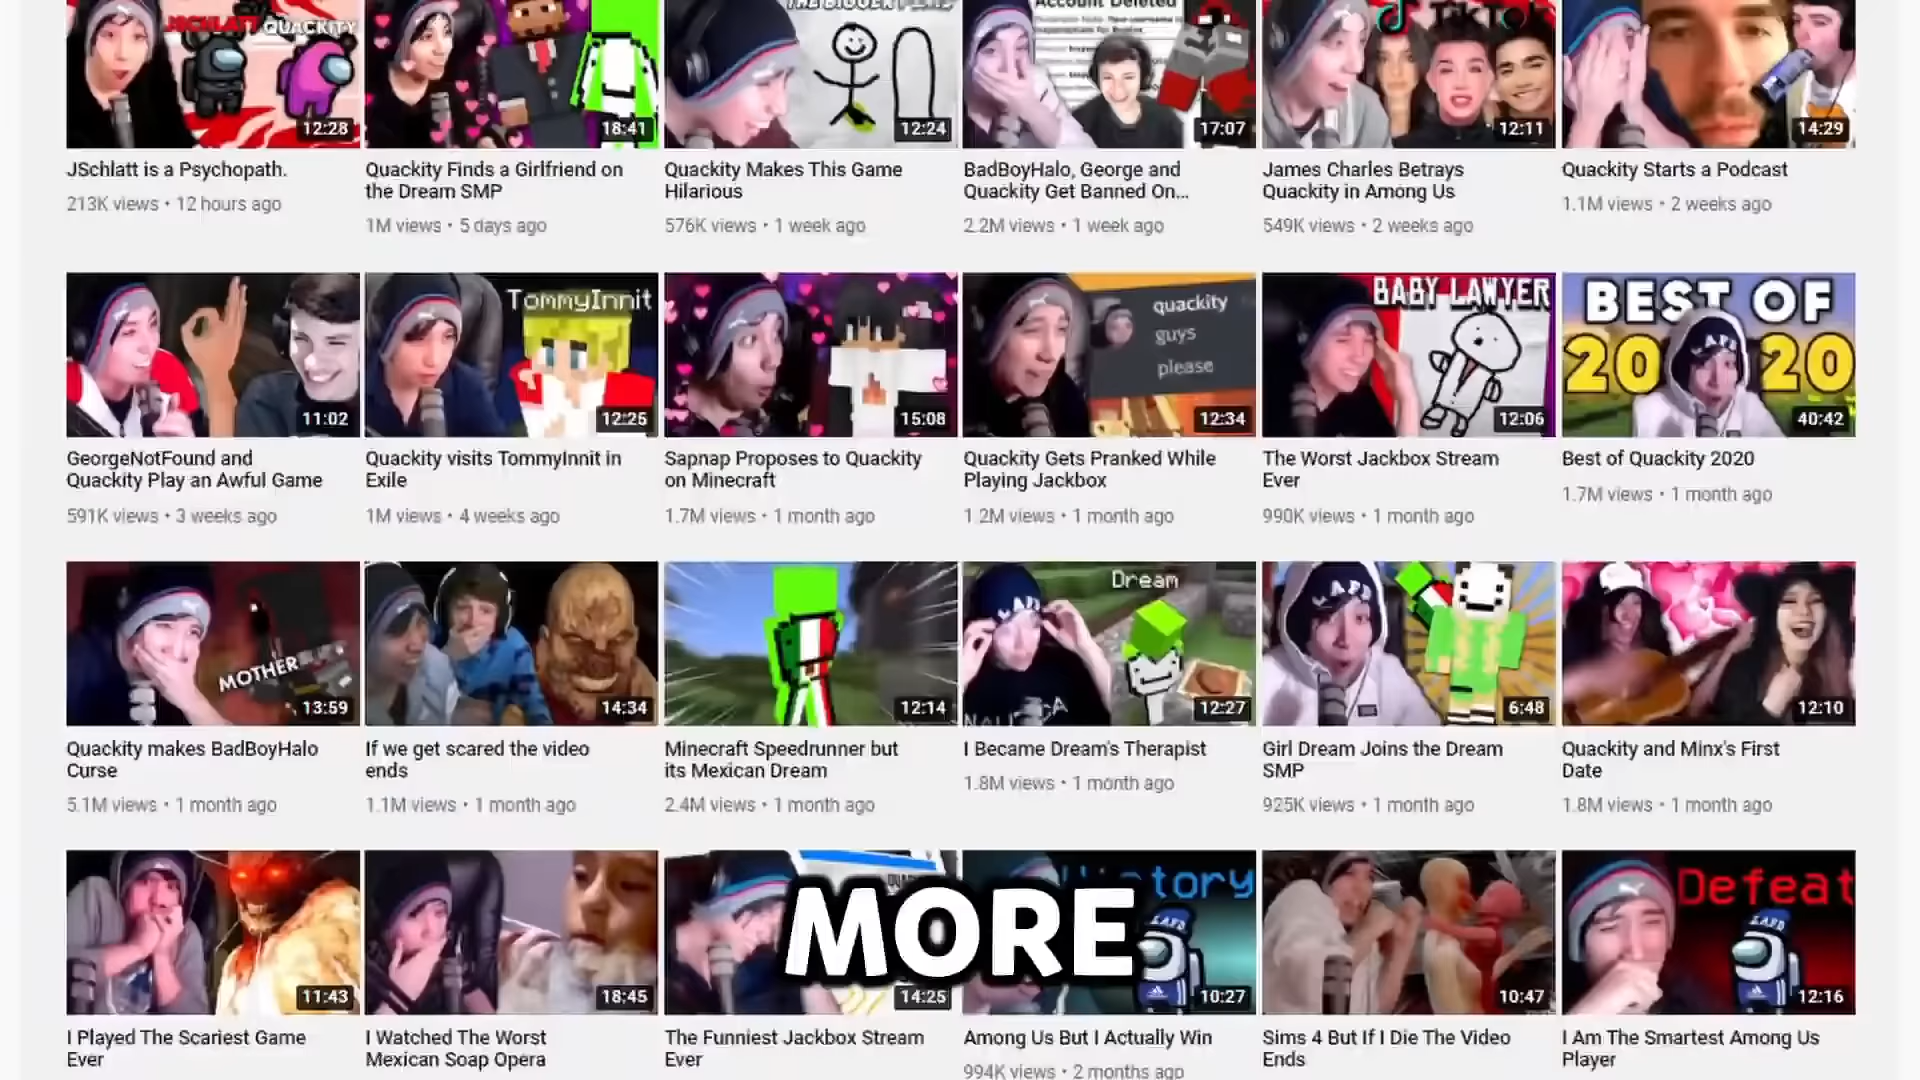 JSCHLATT QUACKITY
12:28
18:41
12:24
Account Deleted
17:07
TikTok
12:11
14:29
JSchlatt is a Psychopath.
213K views • 12 hours ago
Quackity Finds a Girlfriend on
the Dream SMP
1M views • 5 days ago
Quackity Makes This Game
Hilarious
576K views • 1 week ago
BadBoyHalo, George and
Quackity Get Banned On...
2.2M views • 1 week ago
James Charles Betrays
Quackity in Among Us
549K views • 2 weeks ago
Quackity Starts a Podcast
1.1M views • 2 weeks ago
11:02
TommyInnit
12:25
15:08
quackity
guys
please
12:34
BABY LAWYER
12:06
BEST OF
2020
40:42
GeorgeNotFound and
Quackity Play an Awful Game
591K views • 3 weeks ago
Quackity visits TommyInnit in
Exile
1M views • 4 weeks ago
Sapnap Proposes to Quackity
on Minecraft
1.7M views • 1 month ago
Quackity Gets Pranked While
Playing Jackbox
1.2M views • 1 month ago
The Worst Jackbox Stream
Ever
990K views • 1 month ago
Best of Quackity 2020
1.7M views • 1 month ago
MOTHER
13:59
14:34
12:14
Dream
12:27
LAFD
6:48
12:10
Quackity makes BadBoyHalo
Curse
5.1M views • 1 month ago
If we get scared the video
ends
1.1M views • 1 month ago
Minecraft Speedrunner but
its Mexican Dream
2.4M views • 1 month ago
I Became Dream's Therapist
1.8M views • 1 month ago
Girl Dream Joins the Dream
SMP
925K views • 1 month ago
Quackity and Minx's First
Date
1.8M views • 1 month ago
11:43
18:45
14:25
MORE
LAFD
10:27
10:47
Defeat
LAFD
12:16
I Played The Scariest Game
Ever
I Watched The Worst
Mexican Soap Opera
The Funniest Jackbox Stream
Ever
Among Us But I Actually Win
994K views • 2 months ago
Sims 4 But If I Die The Video
Ends
I Am The Smartest Among Us
Player